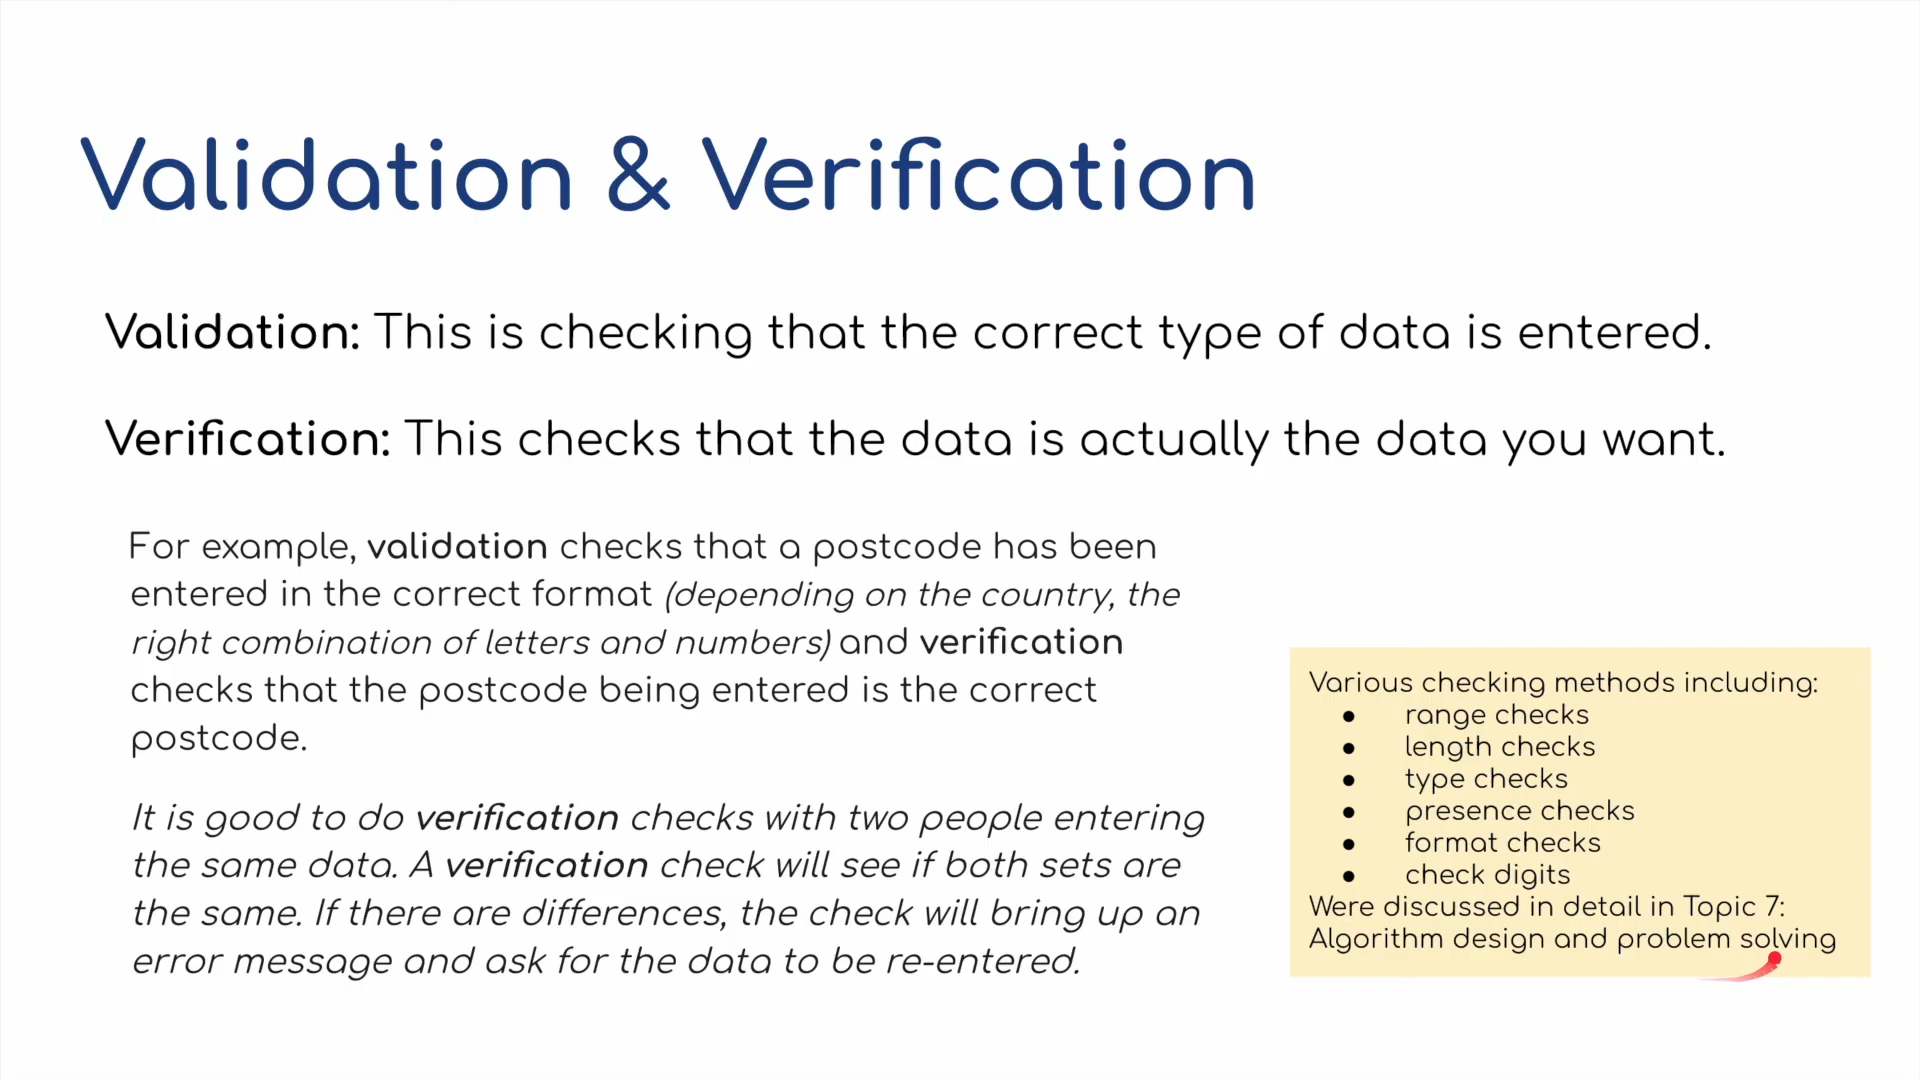 Validation & Verification
Validation: This is checking that the correct type of data is entered.
Verification: This checks that the data is actually the data you want.
For example, validation checks that a postcode has been
entered in the correct format (depending on the country, the
right combination of letters and numbers) and verification
checks that the postcode being entered is the correct
postcode.
It is good to do verification checks with two people entering
the same data. A verification check will see if both sets are
the same. If there are differences, the check will bring up an
error message and ask for the data to be re-entered.
Various checking methods including:
● range checks
● length checks
● type checks
● presence checks
● format checks
● check digits
Were discussed in detail in Topic 7:
Algorithm design and problem solving